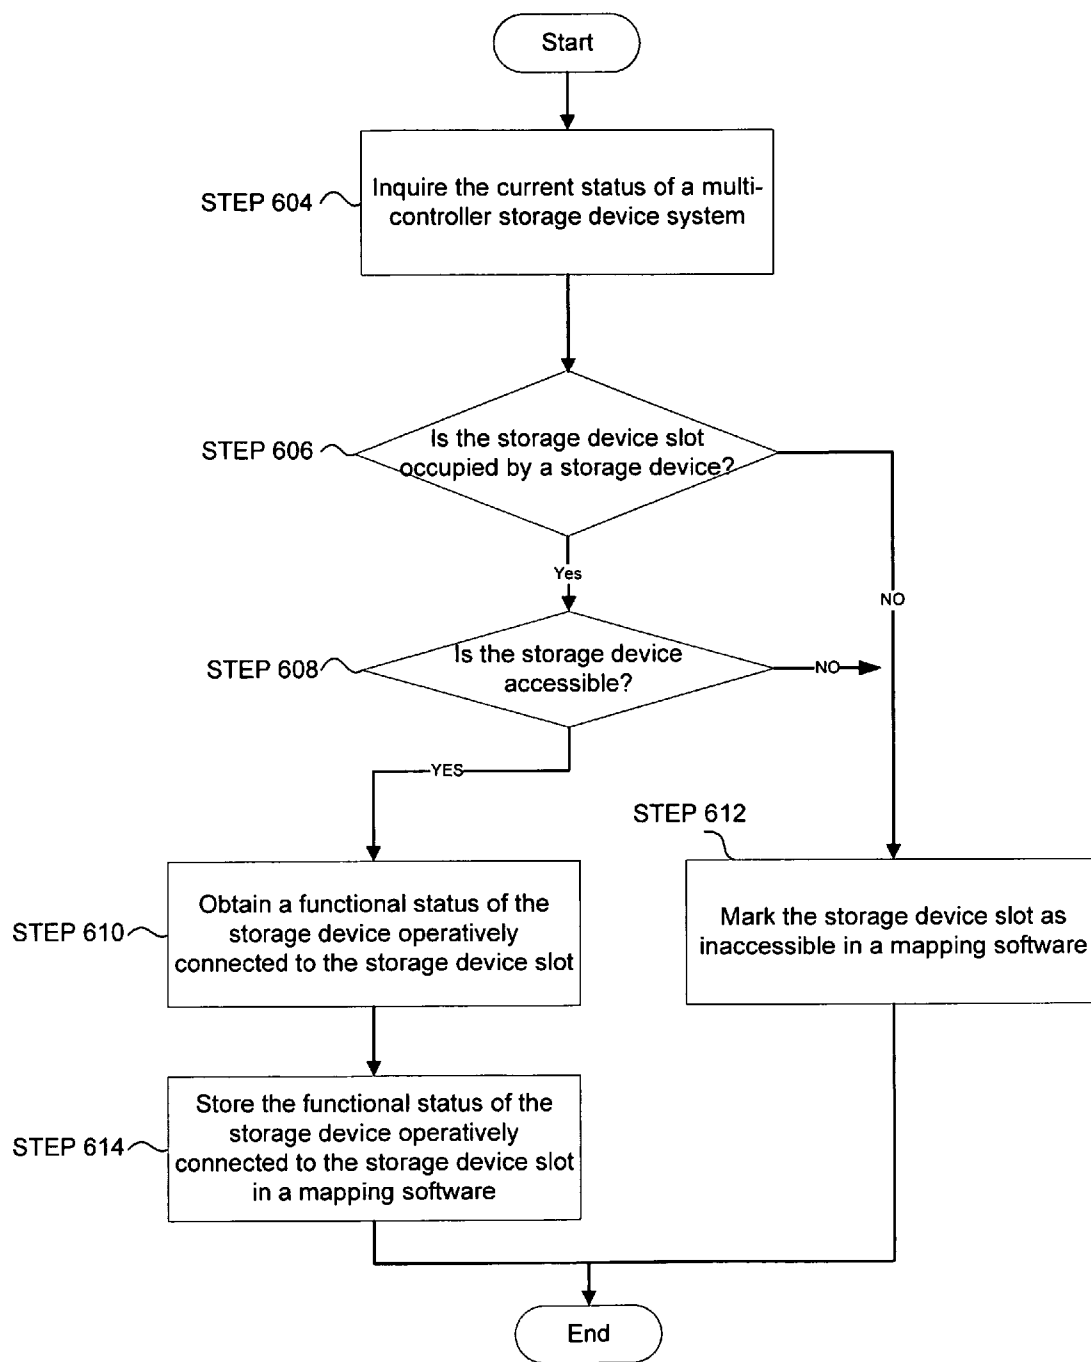 Start
STEP 604
Inquire the current status of a multi-
controller storage device system
STEP 606
Is the storage device slot
occupied by a storage device?
Yes
NO
STEP 608
Is the storage device
accessible?
NO
YES
STEP 612
STEP 610
Obtain a functional status of the
storage device operatively
connected to the storage device slot
Mark the storage device slot as
inaccessible in a mapping software
STEP 614
Store the functional status of the
storage device operatively
connected to the storage device slot
in a mapping software
End